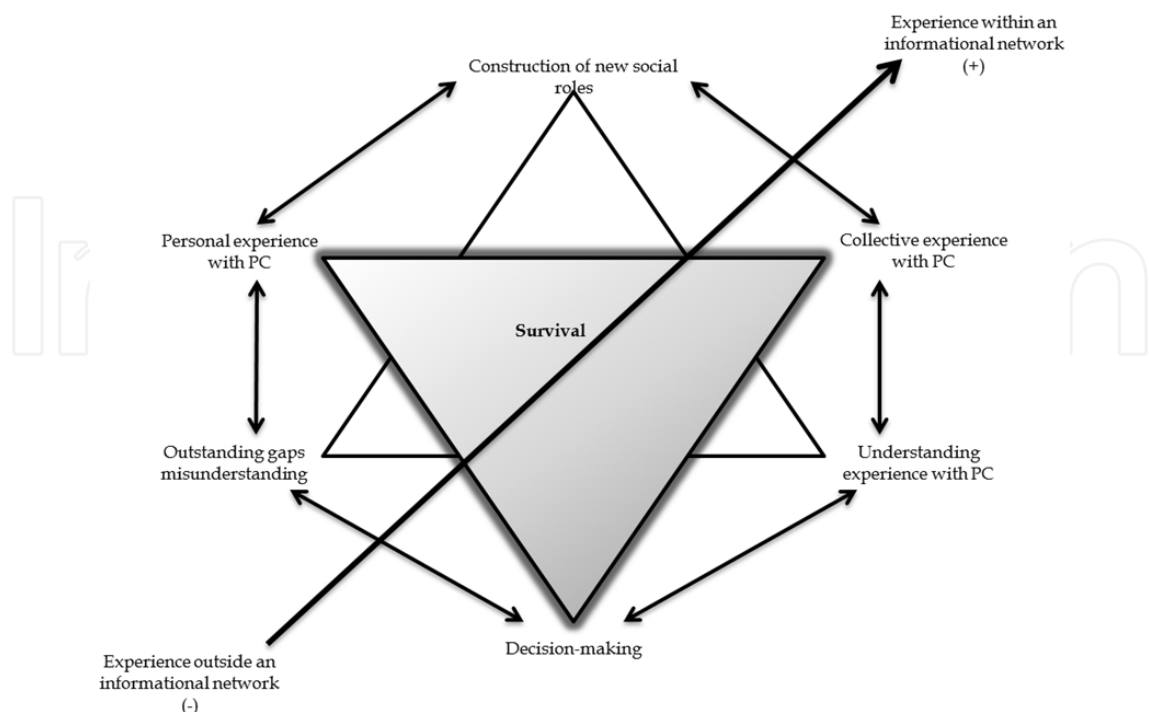 Experience within an
informational network
(+)
Construction of new social
roles
Personal experience
with PC
Collective experience
with PC
Survival
Outstanding gaps
misunderstanding
Understanding
experience with PC
Decision-making
Experience outside an
informational network
(-)